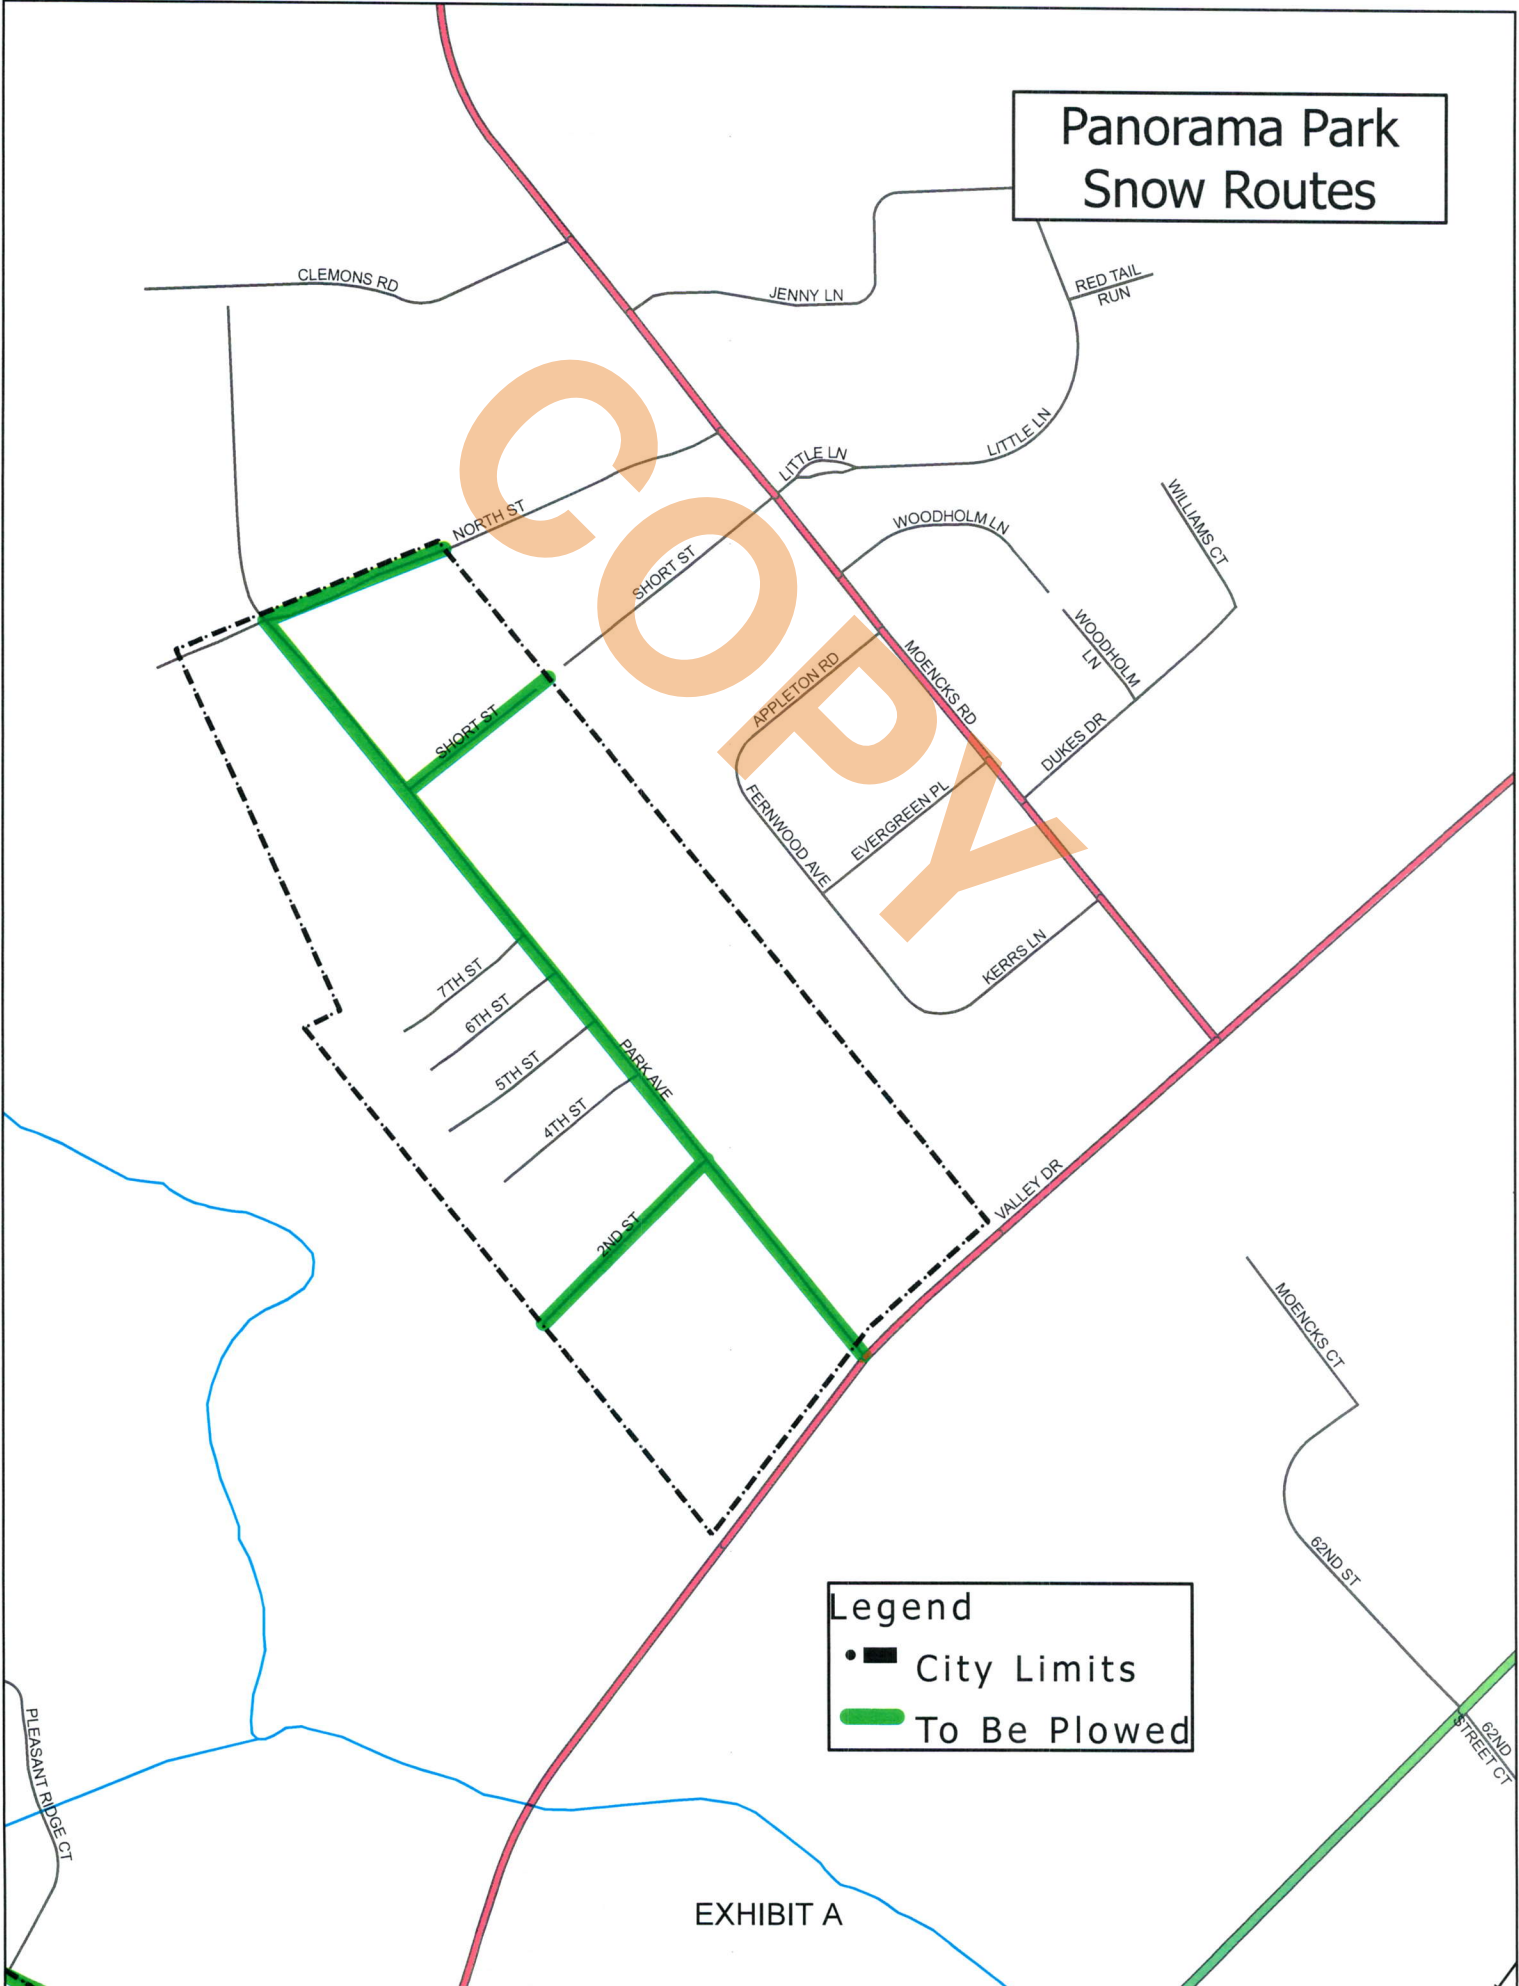 Panorama Park
Snow Routes
CLEMONS RD
JENNY LN
RED TAIL
RUN
LITTLE LN
LITTLE LN
NORTH ST
SHORT ST
WOODHOLM LN
WILLIAMS CT
WOODHOLM
LN
MOENCKS RD
APPLETON RD
DUKES DR
SHORT ST
FERNWOOD AVE
EVERGREEN PL
KERRS LN
7TH ST
6TH ST
5TH ST
4TH ST
PARK AVE
2ND ST
VALLEY DR
MOENCKS CT
62ND ST
62ND
STREET CT
PLEASANT RIDGE CT
COPY
Legend
City Limits
To Be Plowed
EXHIBIT A